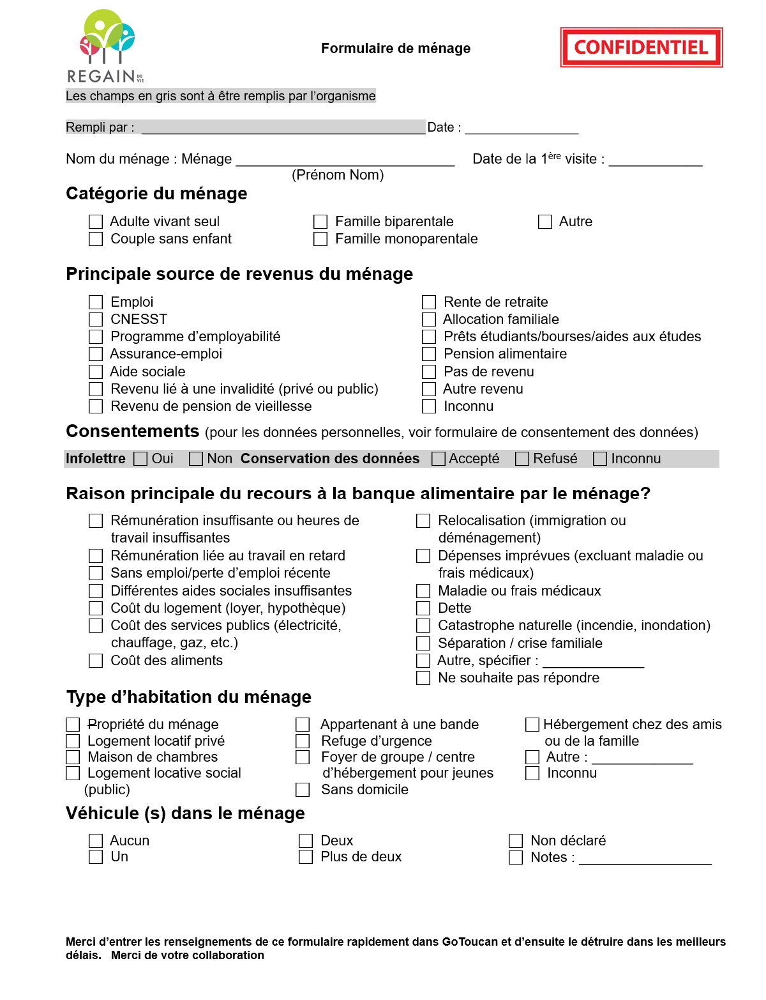 REGAIN DE VIE
Formulaire de ménage
CONFIDENTIEL
Les champs en gris sont à être remplis par l’organisme
Rempli par : ________________________________________ Date : ________________
Nom du ménage : Ménage ____________________________ Date de la 1ère visite : ____________
(Prénom Nom)
Catégorie du ménage
☐ Adulte vivant seul ☐ Famille biparentale ☐ Autre
☐ Couple sans enfant ☐ Famille monoparentale
Principale source de revenus du ménage
☐ Emploi ☐ Rente de retraite
☐ CNESST ☐ Allocation familiale
☐ Programme d’employabilité ☐ Prêts étudiants/bourses/aides aux études
☐ Assurance-emploi ☐ Pension alimentaire
☐ Aide sociale ☐ Pas de revenu
☐ Revenu lié à une invalidité (privé ou public) ☐ Autre revenu
☐ Revenu de pension de vieillesse ☐ Inconnu
Consentements (pour les données personnelles, voir formulaire de consentement des données)
Infolettre ☐ Oui ☐ Non Conservation des données ☐ Accepté ☐ Refusé ☐ Inconnu
Raison principale du recours à la banque alimentaire par le ménage?
☐ Rémunération insuffisante ou heures de
travail insuffisantes
☐ Rémunération liée au travail en retard
☐ Sans emploi/perte d’emploi récente
☐ Différentes aides sociales insuffisantes
☐ Coût du logement (loyer, hypothèque)
☐ Coût des services publics (électricité,
chauffage, gaz, etc.)
☐ Coût des aliments
☐ Relocalisation (immigration ou
déménagement)
☐ Dépenses imprévues (excluant maladie ou
frais médicaux)
☐ Maladie ou frais médicaux
☐ Dette
☐ Catastrophe naturelle (incendie, inondation)
☐ Séparation / crise familiale
☐ Autre, spécifier : _____________
☐ Ne souhaite pas répondre
Type d’habitation du ménage
☐ Propriété du ménage
☐ Logement locatif privé
☐ Maison de chambres
☐ Logement locative social
(public)
☐ Appartenant à une bande
☐ Refuge d’urgence
☐ Foyer de groupe / centre
d’hébergement pour jeunes
☐ Sans domicile
☐ Hébergement chez des amis
ou de la famille
☐ Autre : _____________
☐ Inconnu
Véhicule (s) dans le ménage
☐ Aucun ☐ Deux ☐ Non déclaré
☐ Un ☐ Plus de deux ☐ Notes : _________________
Merci d’entrer les renseignements de ce formulaire rapidement dans GoToucan et d’ensuite le détruire dans les meilleurs
délais. Merci de votre collaboration